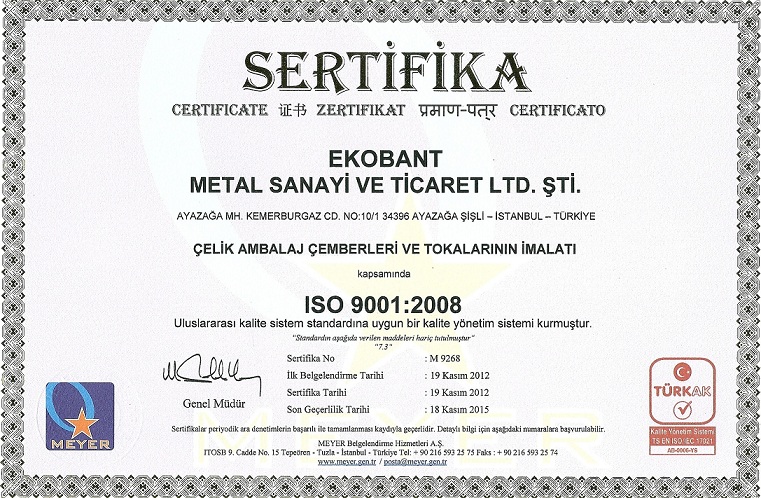 SERTİFİKA
CERTIFICATE 证书 ZERTIFIKAT प्रमाण-पत्र CERTIFICATO
EKOBANT
METAL SANAYİ VE TİCARET LTD. ŞTİ.
AYAZAĞA MH. KEMERBURGAZ CD. NO:10/1 34396 AYAZAĞA ŞİŞLİ – İSTANBUL – TÜRKİYE
ÇELİK AMBALAJ ÇEMBERLERİ VE TOKALARININ İMALATI
kapsamında
ISO 9001:2008
Uluslararası kalite sistem standardına uygun bir kalite yönetim sistemi kurmuştur.
"Standardın aşağıda verilen maddeleri hariç tutulmuştur"
"7.3"
Sertifika No : M 9268
İlk Belgelendirme Tarihi : 19 Kasım 2012
Sertifika Tarihi : 19 Kasım 2012
Son Geçerlilik Tarihi : 18 Kasım 2015
Genel Müdür
MEYER
TÜRKAK
Kalite Yönetim Sistemi
TS EN ISO/IEC 17021
AB-0006-YS
MEYER
Sertifikalar periyodik ara denetimlerin başarılı ile tamamlanması kaydıyla geçerlidir. Detaylı bilgi için aşağıdaki numaralara başvurulabilir.
MEYER Belgelendirme Hizmetleri A.Ş.
ITOSB 9. Cadde No. 15 Tepeören - Tuzla - İstanbul - Türkiye Tel: + 90 216 593 25 75 Faks : + 90 216 593 25 74
www.meyer.gen.tr / posta@meyer.gen.tr